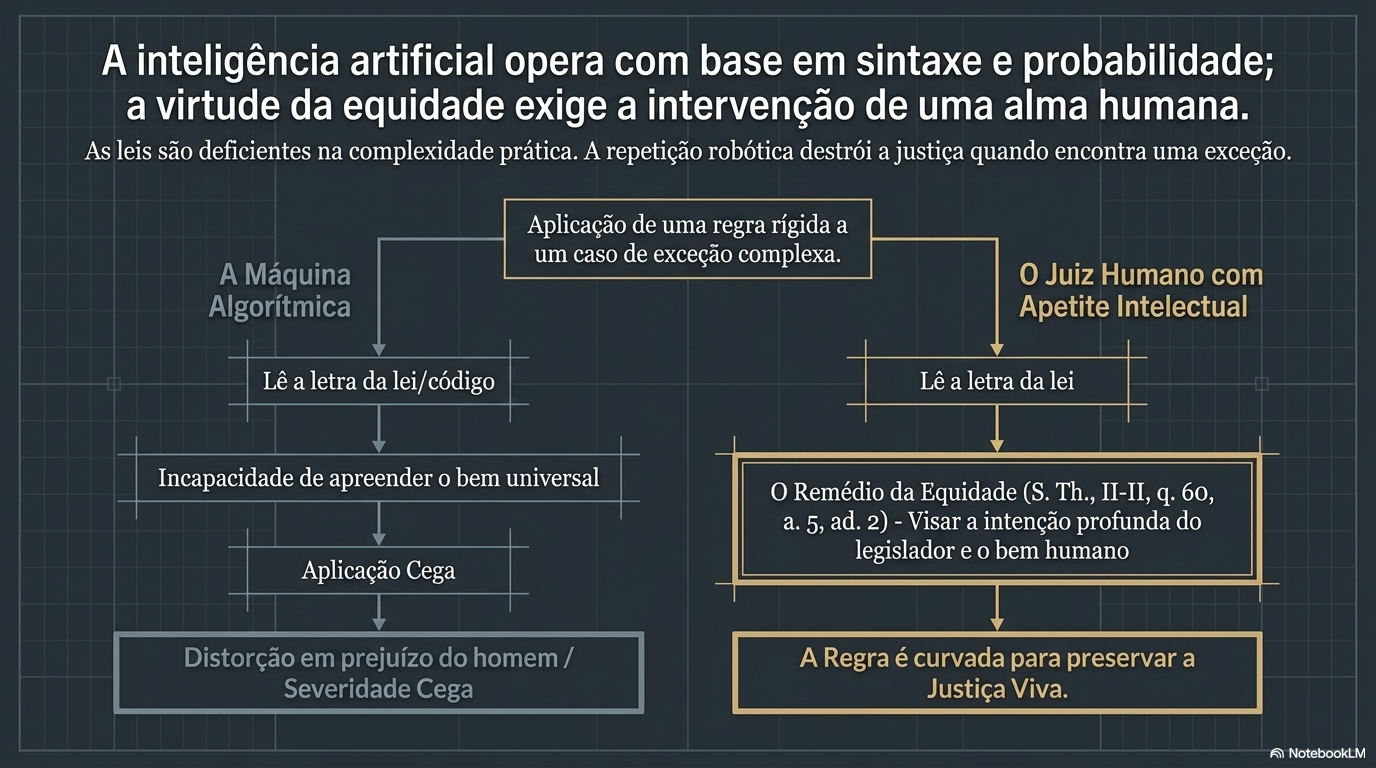 A inteligência artificial opera com base em sintaxe e probabilidade;
a virtude da equidade exige a intervenção de uma alma humana.
As leis são deficientes na complexidade prática. A repetição robótica destrói a justiça quando encontra uma exceção.
Aplicação de uma regra rígida a
um caso de exceção complexa.
A Máquina
Algorítmica
Lê a letra da lei/código
Incapacidade de apreender o bem universal
Aplicação Cega
Distorção em prejuízo do homem /
Severidade Cega
O Juiz Humano com
Apetite Intelectual
Lê a letra da lei
O Remédio da Equidade (S. Th., II-II, q. 60,
a. 5, ad. 2) - Visar a intenção profunda do
legislador e o bem humano
A Regra é curvada para preservar a
Justiça Viva.
NotebookLM